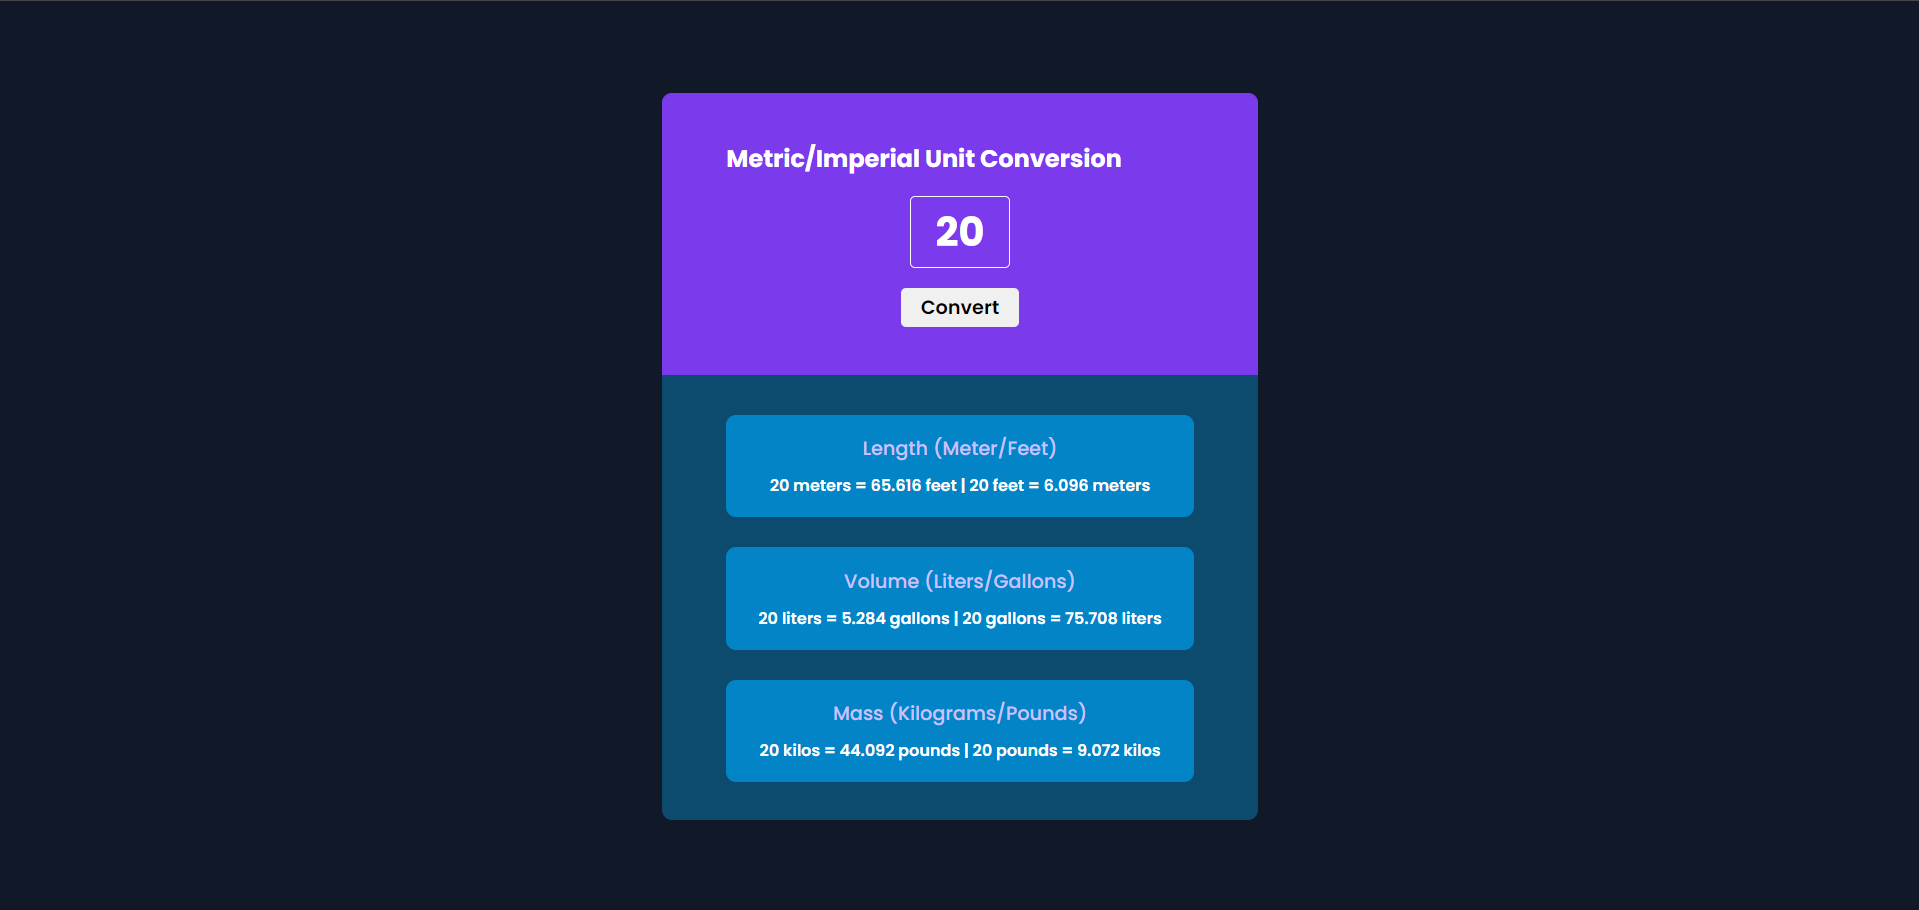 Metric/Imperial Unit Conversion
20
Convert
Length (Meter/Feet)
20 meters = 65.616 feet | 20 feet = 6.096 meters
Volume (Liters/Gallons)
20 liters = 5.284 gallons | 20 gallons = 75.708 liters
Mass (Kilograms/Pounds)
20 kilos = 44.092 pounds | 20 pounds = 9.072 kilos